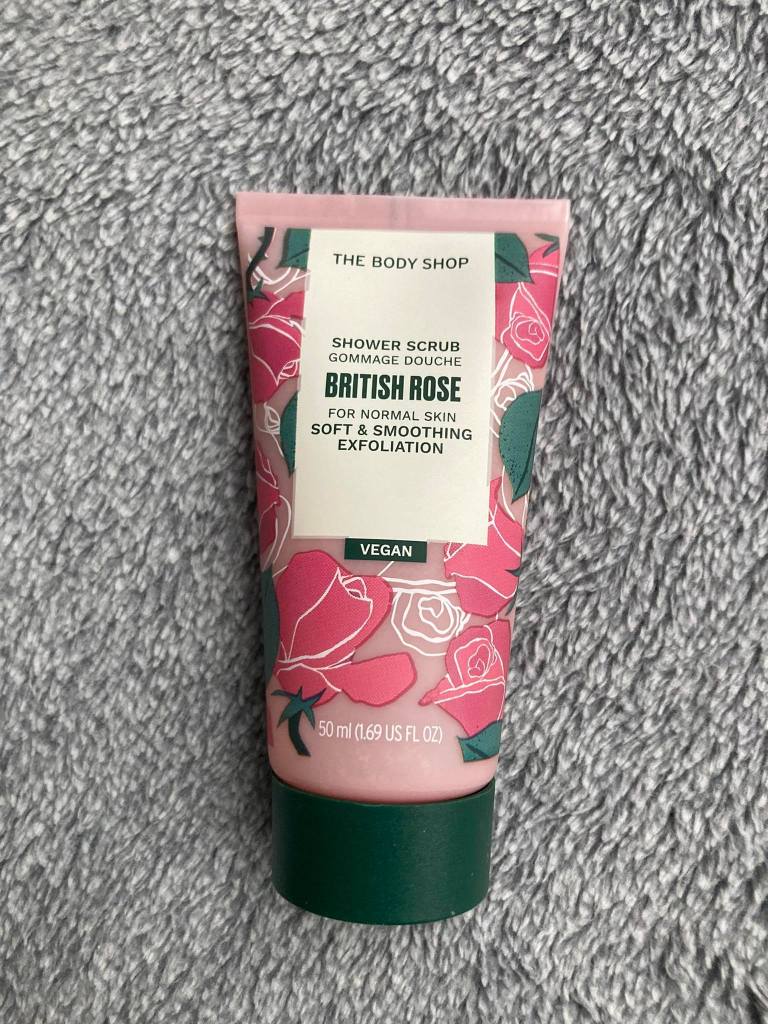 THE BODY SHOP
SHOWER SCRUB
GOMMAGE DOUCHE
BRITISH ROSE
FOR NORMAL SKIN
SOFT & SMOOTHING
EXFOLIATION
VEGAN
50 ml (1.69 US FL OZ)